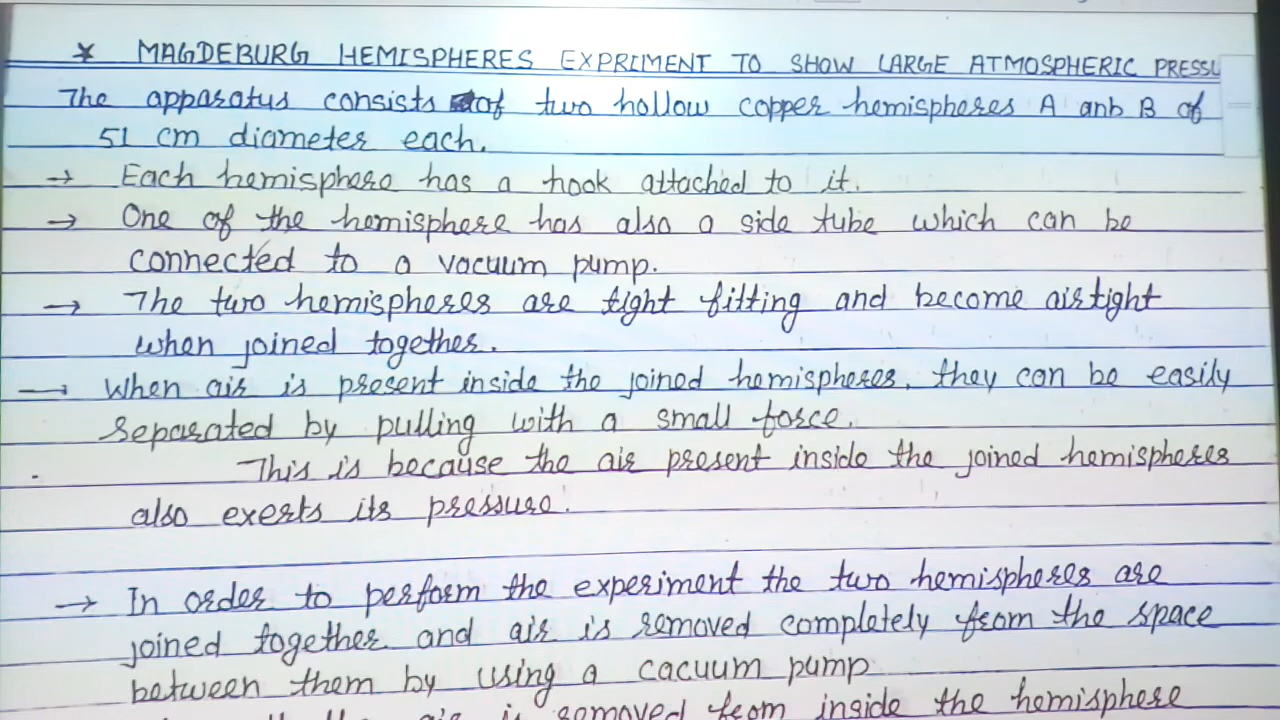 * MAGDEBURG HEMISPHERES EXPRIMENT TO SHOW LARGE ATMOSPHERIC PRESSU
The apparatus consists of two hollow copper hemispheres A anb B of
51 cm diameter each.
→ Each hemisphere has a hook attached to it.
→ One of the hemisphere has also a side tube which can be
connected to a vacuum pump.
→ The two hemispheres are tight fitting and become airtight
when joined together.
→ When air is present inside the joined hemispheres, they can be easily
separated by pulling with a small force.
This is because the air present inside the joined hemispheres
also exerts its pressure.
→ In order to perform the experiment the two hemispheres are
joined together and air is removed completely from the space
between them by using a cacuum pump
air is removed from inside the hemisphere